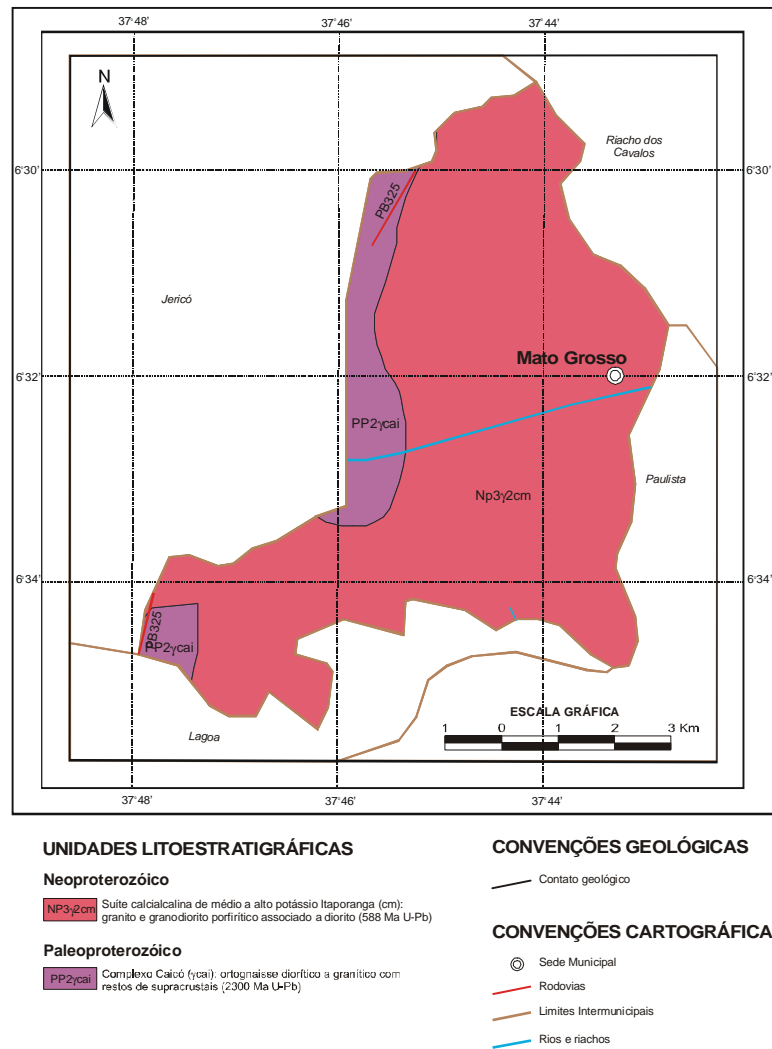 37°48' 37°46' 37°44'
N
Riacho dos
Cavalos
6°30' 6°30'
PB325
Jericó
Mato Grosso
6°32' 6°32'
PP2γcai
Paulista
Np3γ2cm
6°34' 6°34'
PB325
PP2γcai
ESCALA GRÁFICA
1 0 1 2 3 Km
Lagoa
37°48' 37°46' 37°44'
UNIDADES LITOESTRATIGRÁFICAS
Neoproterozóico
NP3γ2cm Suíte calcialcalina de médio a alto potássio Itaporanga (cm):
granito e granodiorito porfirítico associado a diorito (588 Ma U-Pb)
Paleoproterozóico
PP2γcai Complexo Caicó (γcai): ortognaisse diorítico a granítico com
restos de supracrustais (2300 Ma U-Pb)
CONVENÇÕES GEOLÓGICAS
Contato geológico
CONVENÇÕES CARTOGRÁFICA
Sede Municipal
Rodovias
Limites Intermunicipais
Rios e riachos